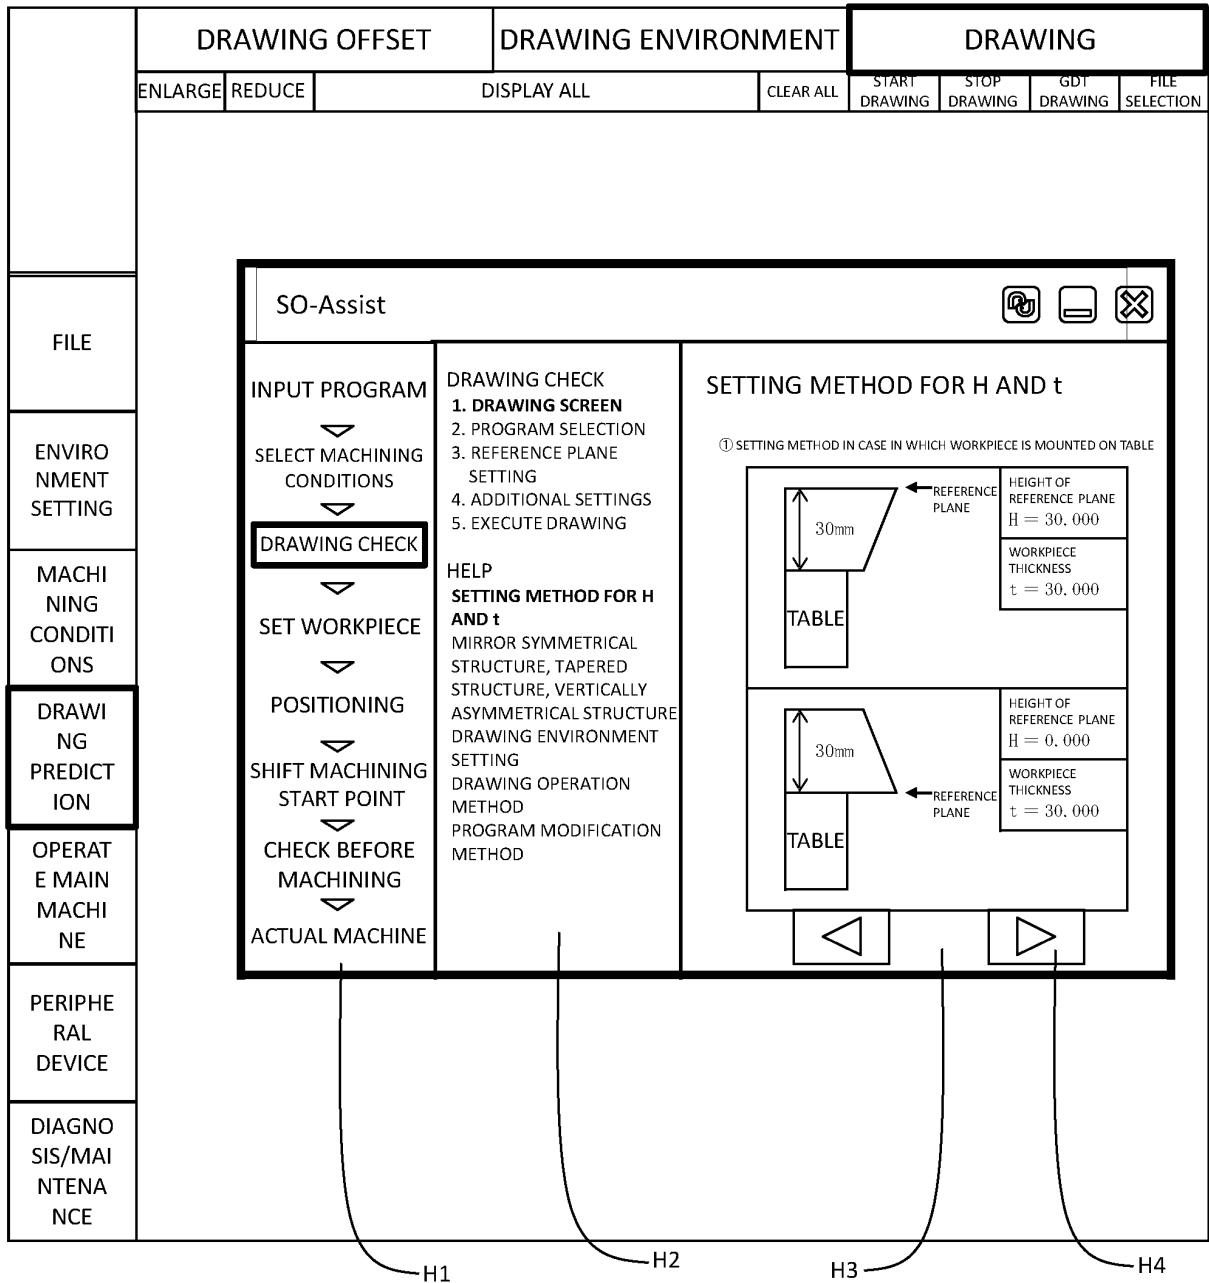 DRAWING OFFSET
DRAWING ENVIRONMENT
DRAWING
ENLARGE
REDUCE
DISPLAY ALL
CLEAR ALL
START
DRAWING
STOP
DRAWING
GDT
DRAWING
FILE
SELECTION
FILE
ENVIRO
NMENT
SETTING
MACHI
NING
CONDITI
ONS
DRAWI
NG
PREDICT
ION
OPERAT
E MAIN
MACHI
NE
PERIPHE
RAL
DEVICE
DIAGNO
SIS/MAI
NTENA
NCE
SO-Assist
INPUT PROGRAM
SELECT MACHINING
CONDITIONS
DRAWING CHECK
SET WORKPIECE
POSITIONING
SHIFT MACHINING
START POINT
CHECK BEFORE
MACHINING
ACTUAL MACHINE
DRAWING CHECK
1. DRAWING SCREEN
2. PROGRAM SELECTION
3. REFERENCE PLANE
SETTING
4. ADDITIONAL SETTINGS
5. EXECUTE DRAWING
HELP
SETTING METHOD FOR H
AND t
MIRROR SYMMETRICAL
STRUCTURE, TAPERED
STRUCTURE, VERTICALLY
ASYMMETRICAL STRUCTURE
DRAWING ENVIRONMENT
SETTING
DRAWING OPERATION
METHOD
PROGRAM MODIFICATION
METHOD
SETTING METHOD FOR H AND t
① SETTING METHOD IN CASE IN WHICH WORKPIECE IS MOUNTED ON TABLE
30mm
REFERENCE
PLANE
TABLE
HEIGHT OF
REFERENCE PLANE
H = 30.000
WORKPIECE
THICKNESS
t = 30.000
30mm
REFERENCE
PLANE
TABLE
HEIGHT OF
REFERENCE PLANE
H = 0.000
WORKPIECE
THICKNESS
t = 30.000
H1
H2
H3
H4